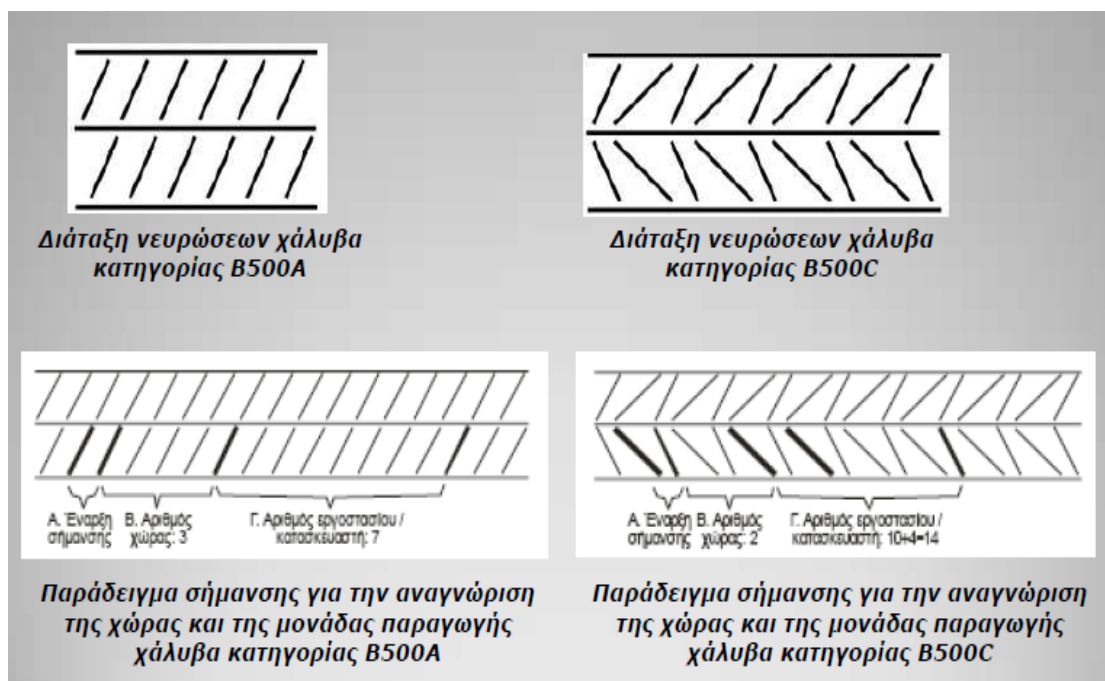 Διάταξη νευρώσεων χάλυβα
κατηγορίας B500A
Διάταξη νευρώσεων χάλυβα
κατηγορίας B500C
Α. Έναρξη
σήμανσης
Β. Αριθμός
χώρας: 3
Γ. Αριθμός εργοστασίου /
κατασκευαστή: 7
Α. Έναρξη
σήμανσης
Β. Αριθμός
χώρας: 2
Γ. Αριθμός εργοστασίου /
κατασκευαστή: 10+4=14
Παράδειγμα σήμανσης για την αναγνώριση
της χώρας και της μονάδας παραγωγής
χάλυβα κατηγορίας B500A
Παράδειγμα σήμανσης για την αναγνώριση
της χώρας και της μονάδας παραγωγής
χάλυβα κατηγορίας B500C